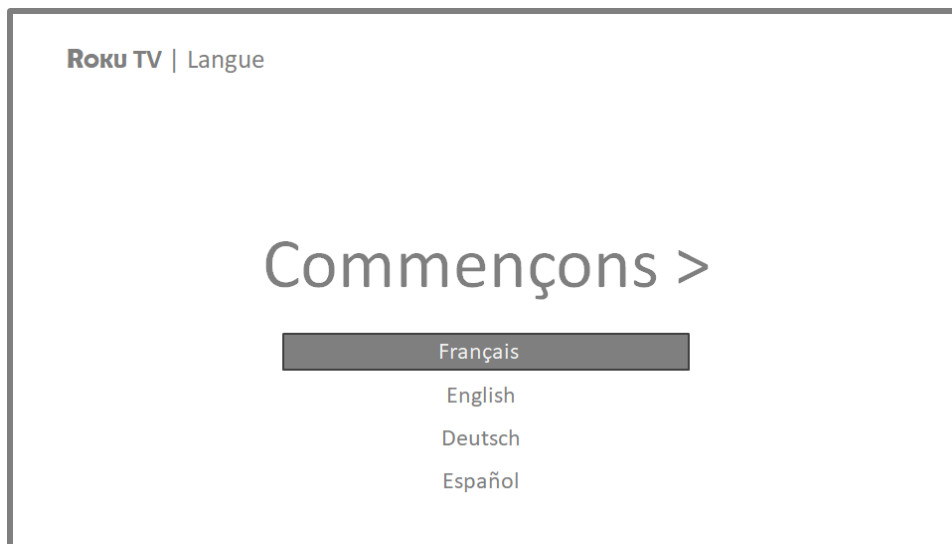 ROKU TV | Langue
Commençons >
Français
English
Deutsch
Español